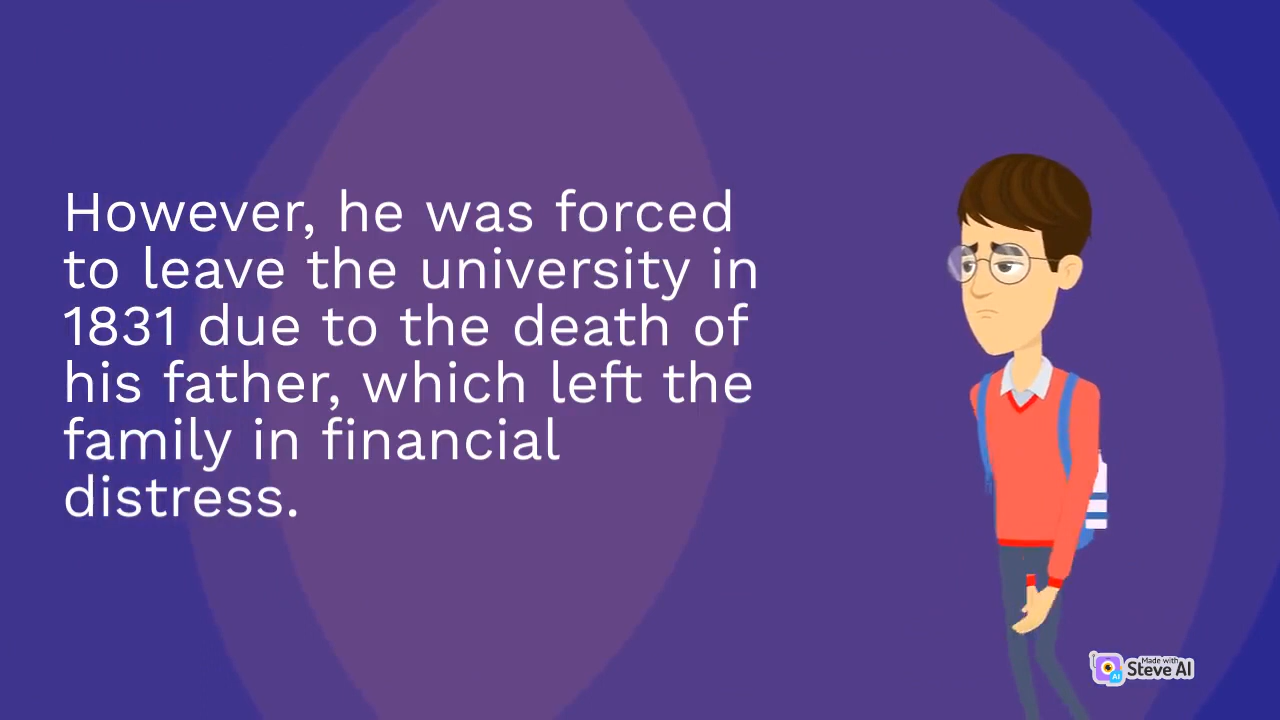 However, he was forced
to leave the university in
1831 due to the death of
his father, which left the
family in financial
distress.
Made with
Steve AI
AI